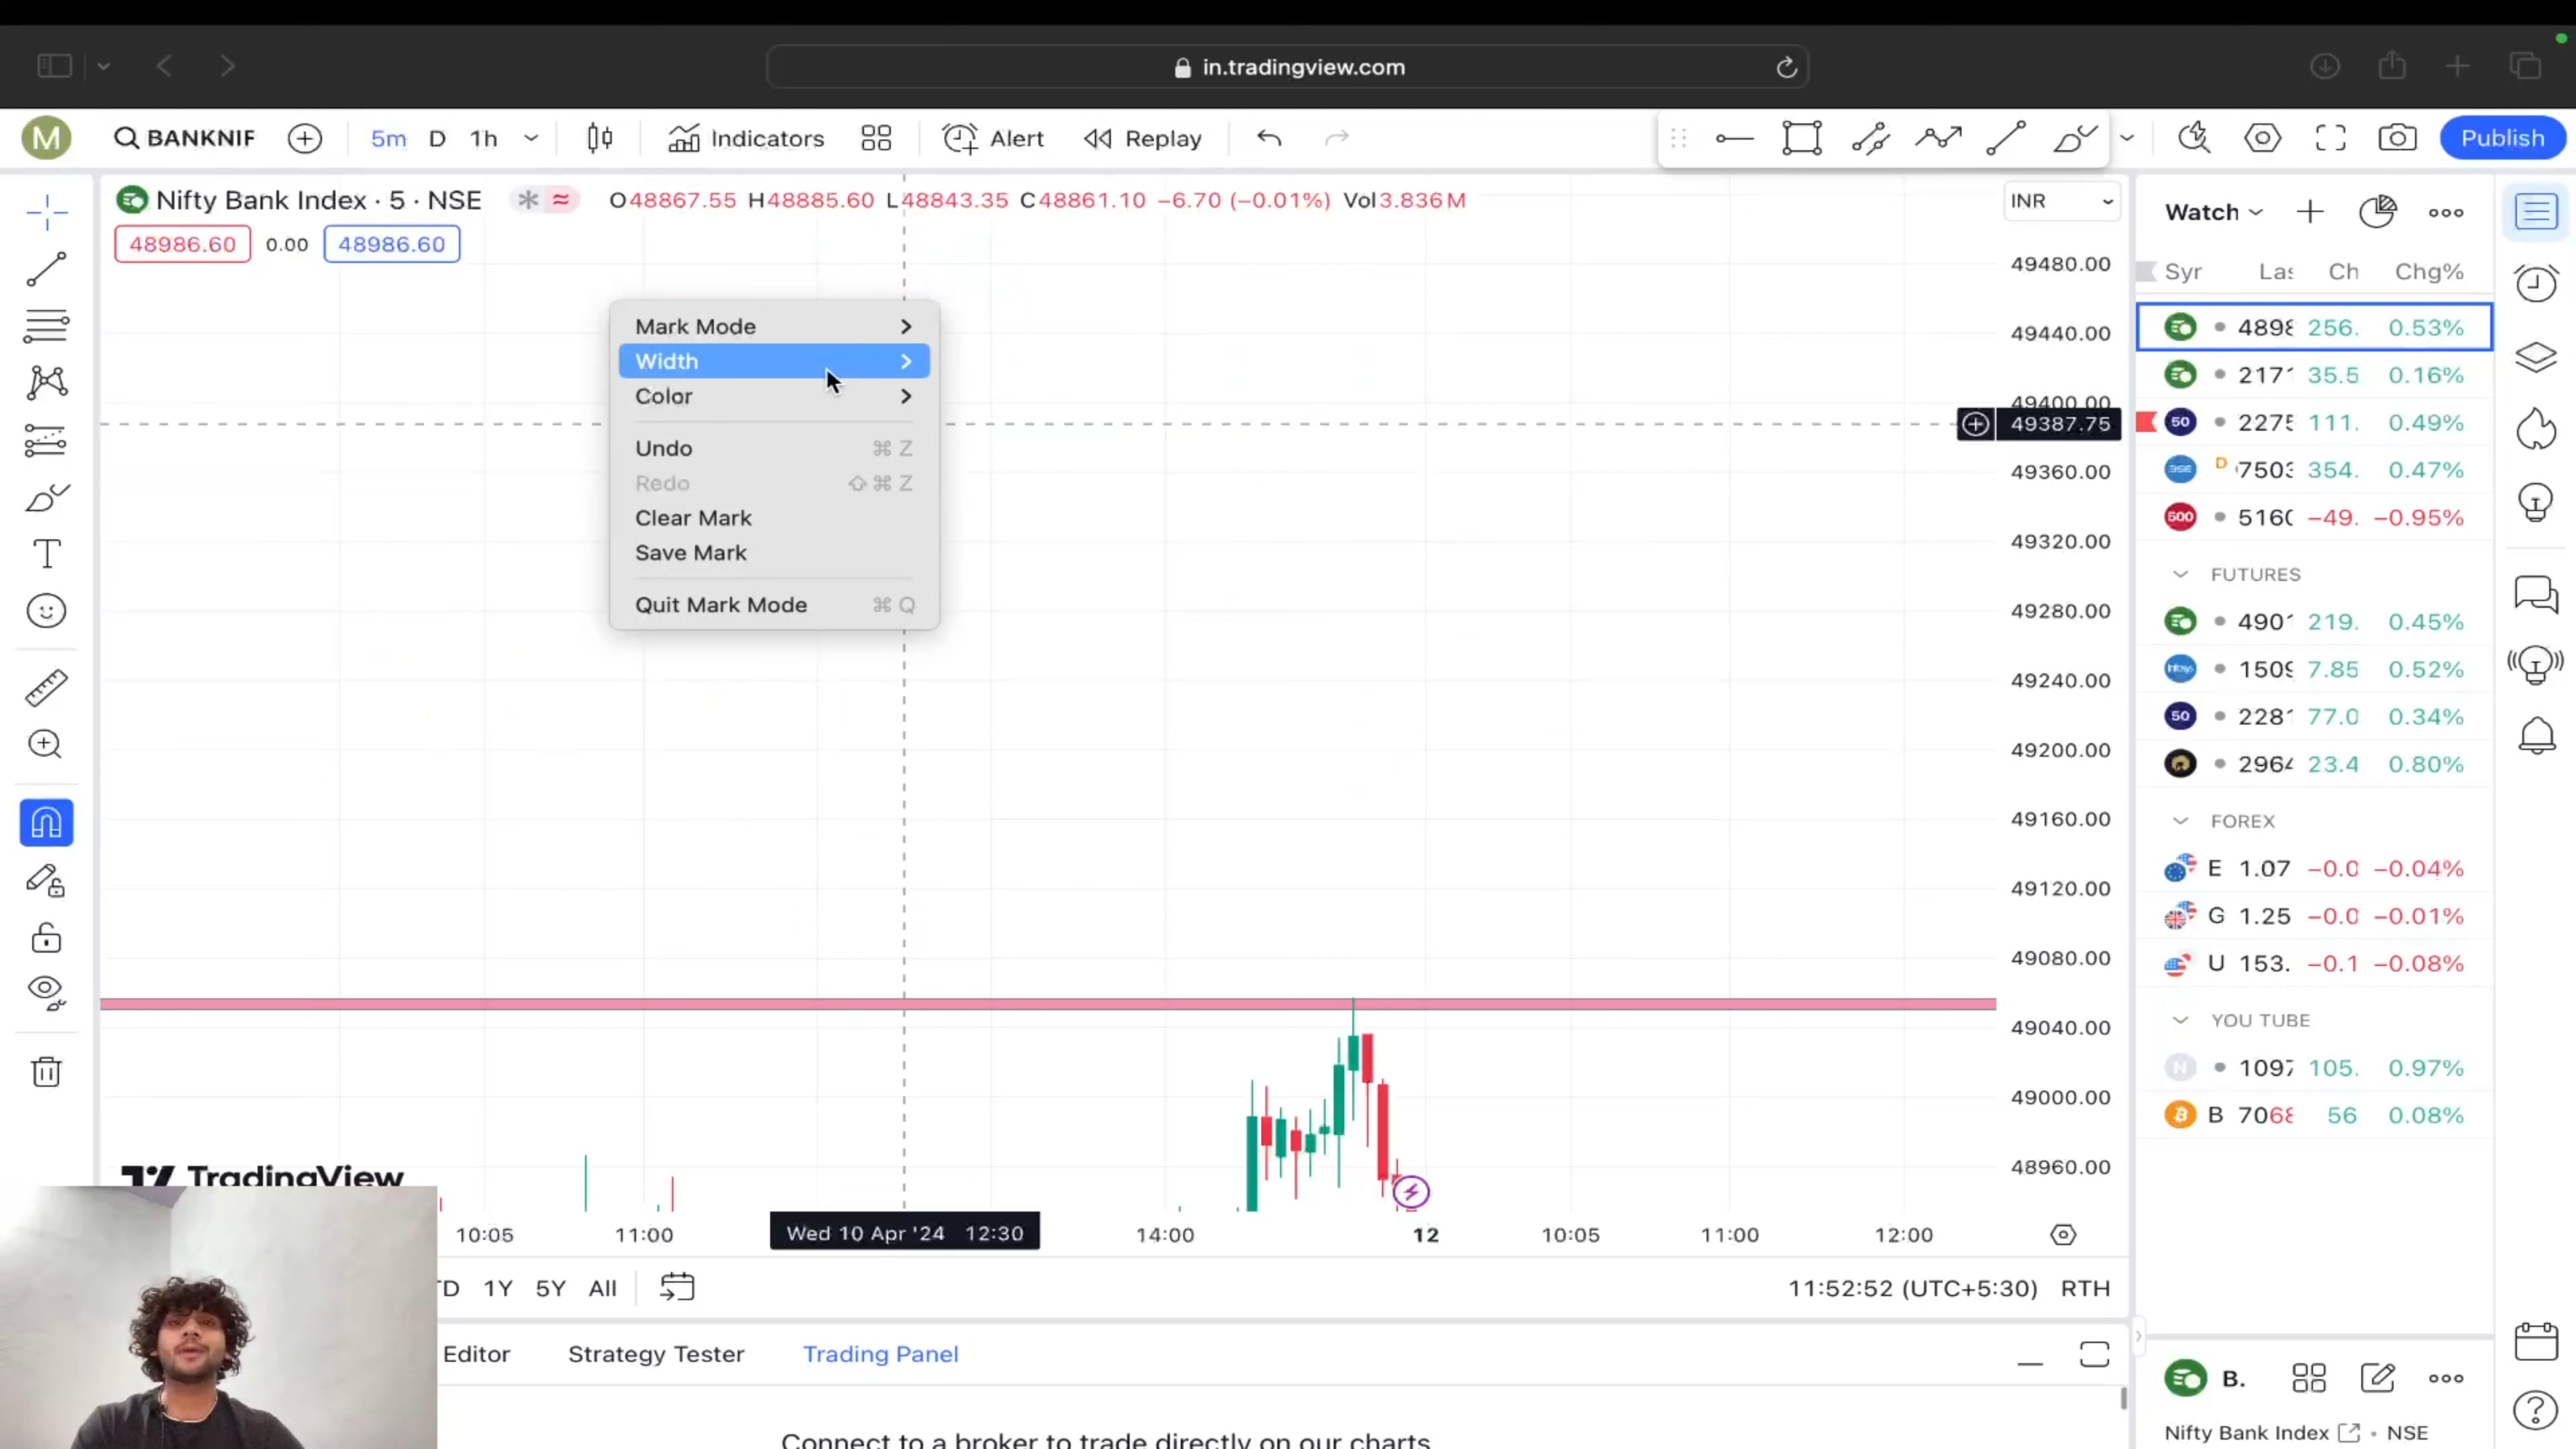 in.tradingview.com
M BANKNIF 5m D 1h Indicators Alert Replay Publish
Nifty Bank Index · 5 · NSE O48867.55 H48885.60 L48843.35 C48861.10 −6.70 (−0.01%) Vol3.836M
48986.60 0.00 48986.60
INR
Mark Mode
Width
Color
Undo ⌘ Z
Redo ⇧ ⌘ Z
Clear Mark
Save Mark
Quit Mark Mode ⌘ Q
49480.00
49440.00
49400.00
49387.75
49360.00
49320.00
49280.00
49240.00
49200.00
49160.00
49120.00
49080.00
49040.00
49000.00
48960.00
TradingView
10:05 11:00 Wed 10 Apr '24 12:30 14:00 12 10:05 11:00 12:00
1Y 5Y All 11:52:52 (UTC+5:30) RTH
Editor Strategy Tester Trading Panel
Connect to a broker to trade directly on our charts
Watch
Syr Las Ch Chg%
4898 256. 0.53%
2171 35.5 0.16%
50 2275 111. 0.49%
BSE D 7503 354. 0.47%
500 5160 −49. −0.95%
FUTURES
4901 219. 0.45%
Infosys 1509 7.85 0.52%
50 2281 77.0 0.34%
2964 23.4 0.80%
FOREX
E 1.07 −0.0 −0.04%
G 1.25 −0.0 −0.01%
U 153. −0.1 −0.08%
YOU TUBE
N 1097 105. 0.97%
B 7068 56 0.08%
B.
Nifty Bank Index • NSE